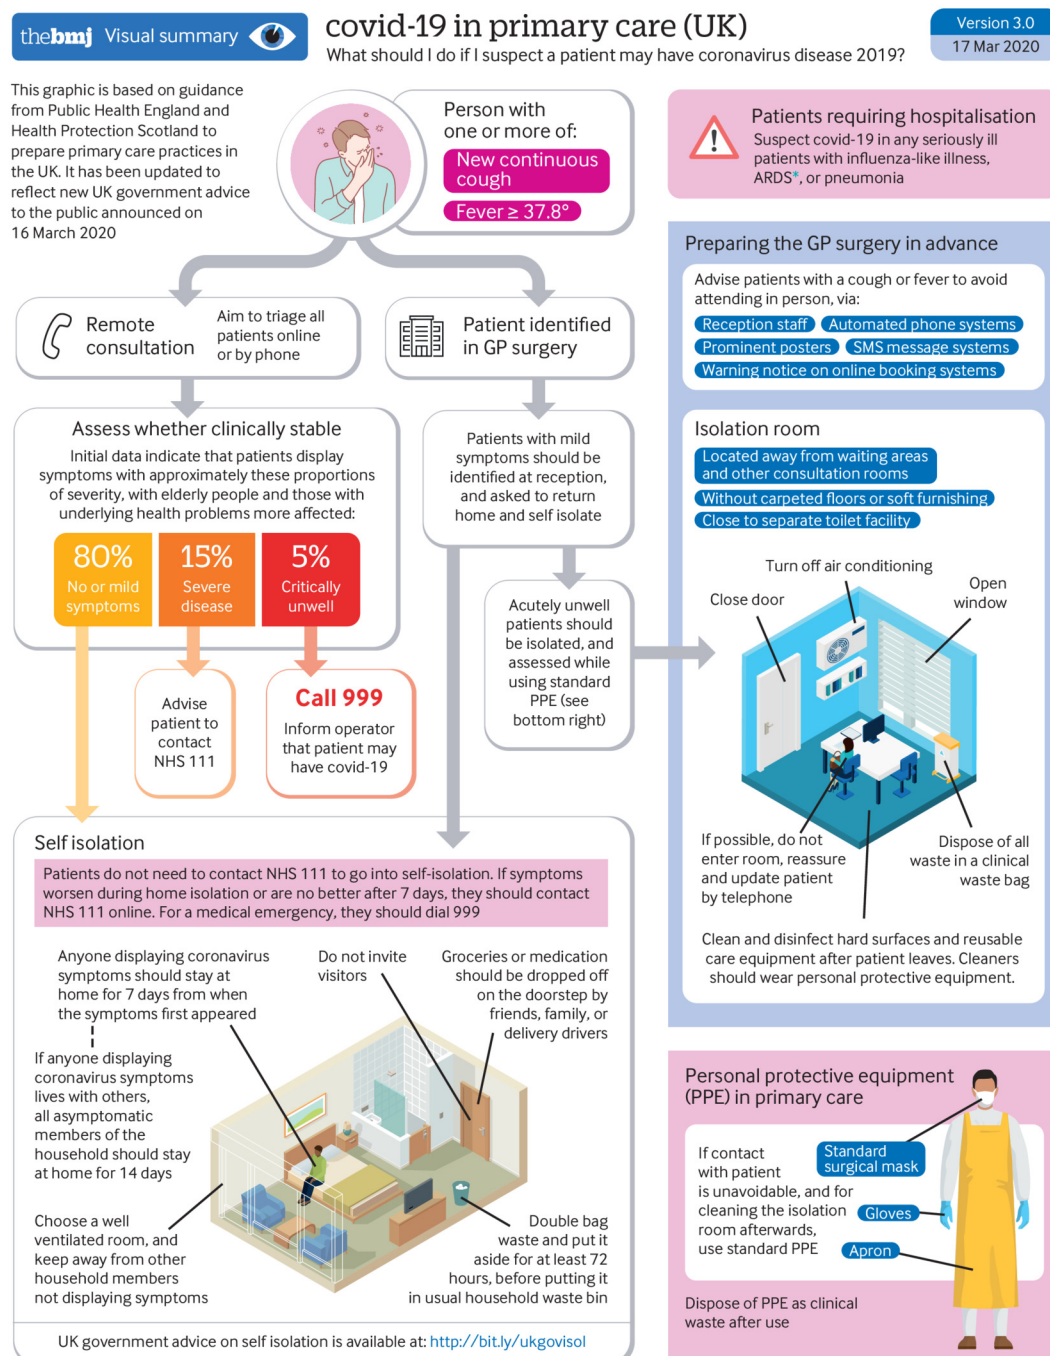 thebmj Visual summary
covid-19 in primary care (UK)
What should I do if I suspect a patient may have coronavirus disease 2019?
Version 3.0
17 Mar 2020
This graphic is based on guidance
from Public Health England and
Health Protection Scotland to
prepare primary care practices in
the UK. It has been updated to
reflect new UK government advice
to the public announced on
16 March 2020
Person with
one or more of:
New continuous
cough
Fever ≥ 37.8°
Patients requiring hospitalisation
Suspect covid-19 in any seriously ill
patients with influenza-like illness,
ARDS*, or pneumonia
Remote
consultation
Aim to triage all
patients online
or by phone
Patient identified
in GP surgery
Assess whether clinically stable
Initial data indicate that patients display
symptoms with approximately these proportions
of severity, with elderly people and those with
underlying health problems more affected:
80%
No or mild
symptoms
15%
Severe
disease
5%
Critically
unwell
Advise
patient to
contact
NHS 111
Call 999
Inform operator
that patient may
have covid-19
Patients with mild
symptoms should be
identified at reception,
and asked to return
home and self isolate
Acutely unwell
patients should
be isolated, and
assessed while
using standard
PPE (see
bottom right)
Preparing the GP surgery in advance
Advise patients with a cough or fever to avoid
attending in person, via:
Reception staff Automated phone systems
Prominent posters SMS message systems
Warning notice on online booking systems
Isolation room
Located away from waiting areas
and other consultation rooms
Without carpeted floors or soft furnishing
Close to separate toilet facility
Turn off air conditioning
Close door
Open
window
If possible, do not
enter room, reassure
and update patient
by telephone
Dispose of all
waste in a clinical
waste bag
Clean and disinfect hard surfaces and reusable
care equipment after patient leaves. Cleaners
should wear personal protective equipment.
Self isolation
Patients do not need to contact NHS 111 to go into self-isolation. If symptoms
worsen during home isolation or are no better after 7 days, they should contact
NHS 111 online. For a medical emergency, they should dial 999
Anyone displaying coronavirus
symptoms should stay at
home for 7 days from when
the symptoms first appeared
If anyone displaying
coronavirus symptoms
lives with others,
all asymptomatic
members of the
household should stay
at home for 14 days
Choose a well
ventilated room, and
keep away from other
household members
not displaying symptoms
Do not invite
visitors
Groceries or medication
should be dropped off
on the doorstep by
friends, family, or
delivery drivers
Double bag
waste and put it
aside for at least 72
hours, before putting it
in usual household waste bin
UK government advice on self isolation is available at: http://bit.ly/ukgovisol
Personal protective equipment
(PPE) in primary care
If contact
with patient
is unavoidable, and for
cleaning the isolation
room afterwards,
use standard PPE
Standard
surgical mask
Gloves
Apron
Dispose of PPE as clinical
waste after use